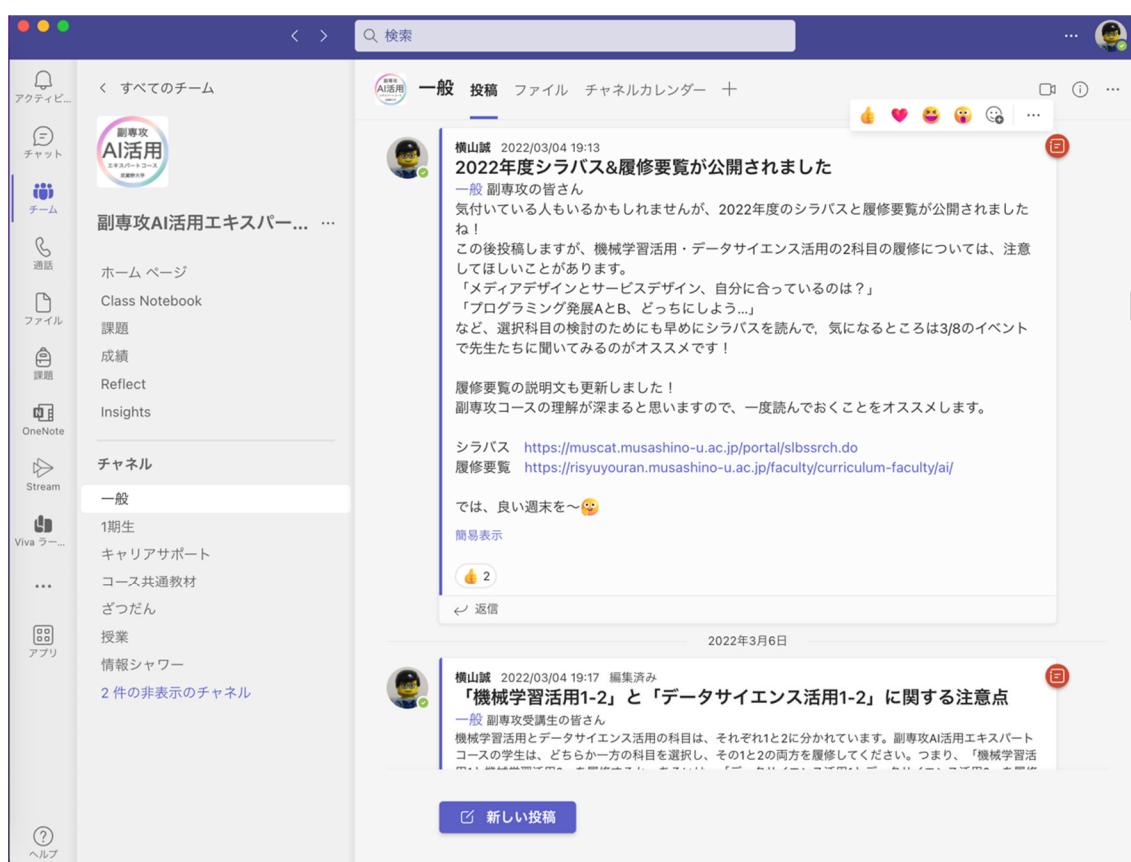 検索
アクティビ...
チャット
チーム
通話
ファイル
課題
OneNote
Stream
Viva ラー...
アプリ
ヘルプ
すべてのチーム
副専攻
AI活用
エキスパートコース
武蔵野大学
副専攻AI活用エキスパー...
ホーム ページ
Class Notebook
課題
成績
Reflect
Insights
チャネル
一般
1期生
キャリアサポート
コース共通教材
ざつだん
授業
情報シャワー
2 件の非表示のチャネル
副専攻
AI活用
一般 投稿 ファイル チャネルカレンダー
横山誠 2022/03/04 19:13
2022年度シラバス&履修要覧が公開されました
一般 副専攻の皆さん
気付いている人もいるかもしれませんが、2022年度のシラバスと履修要覧が公開されました
ね！
この後投稿しますが、機械学習活用・データサイエンス活用の2科目の履修については、注意
してほしいことがあります。
「メディアデザインとサービスデザイン、自分に合っているのは？」
「プログラミング発展AとB、どっちにしよう...」
など、選択科目の検討のためにも早めにシラバスを読んで，気になるところは3/8のイベント
で先生たちに聞いてみるのがオススメです！
履修要覧の説明文も更新しました！
副専攻コースの理解が深まると思いますので、一度読んでおくことをオススメします。
シラバス https://muscat.musashino-u.ac.jp/portal/slbssrch.do
履修要覧 https://risyuyouran.musashino-u.ac.jp/faculty/curriculum-faculty/ai/
では、良い週末を〜
簡易表示
2
返信
2022年3月6日
横山誠 2022/03/04 19:17 編集済み
「機械学習活用1-2」と「データサイエンス活用1-2」に関する注意点
一般 副専攻受講生の皆さん
機械学習活用とデータサイエンス活用の科目は、それぞれ1と2に分かれています。副専攻AI活用エキスパート
コースの学生は、どちらか一方の科目を選択し、その1と2の両方を履修してください。つまり、「機械学習活
新しい投稿